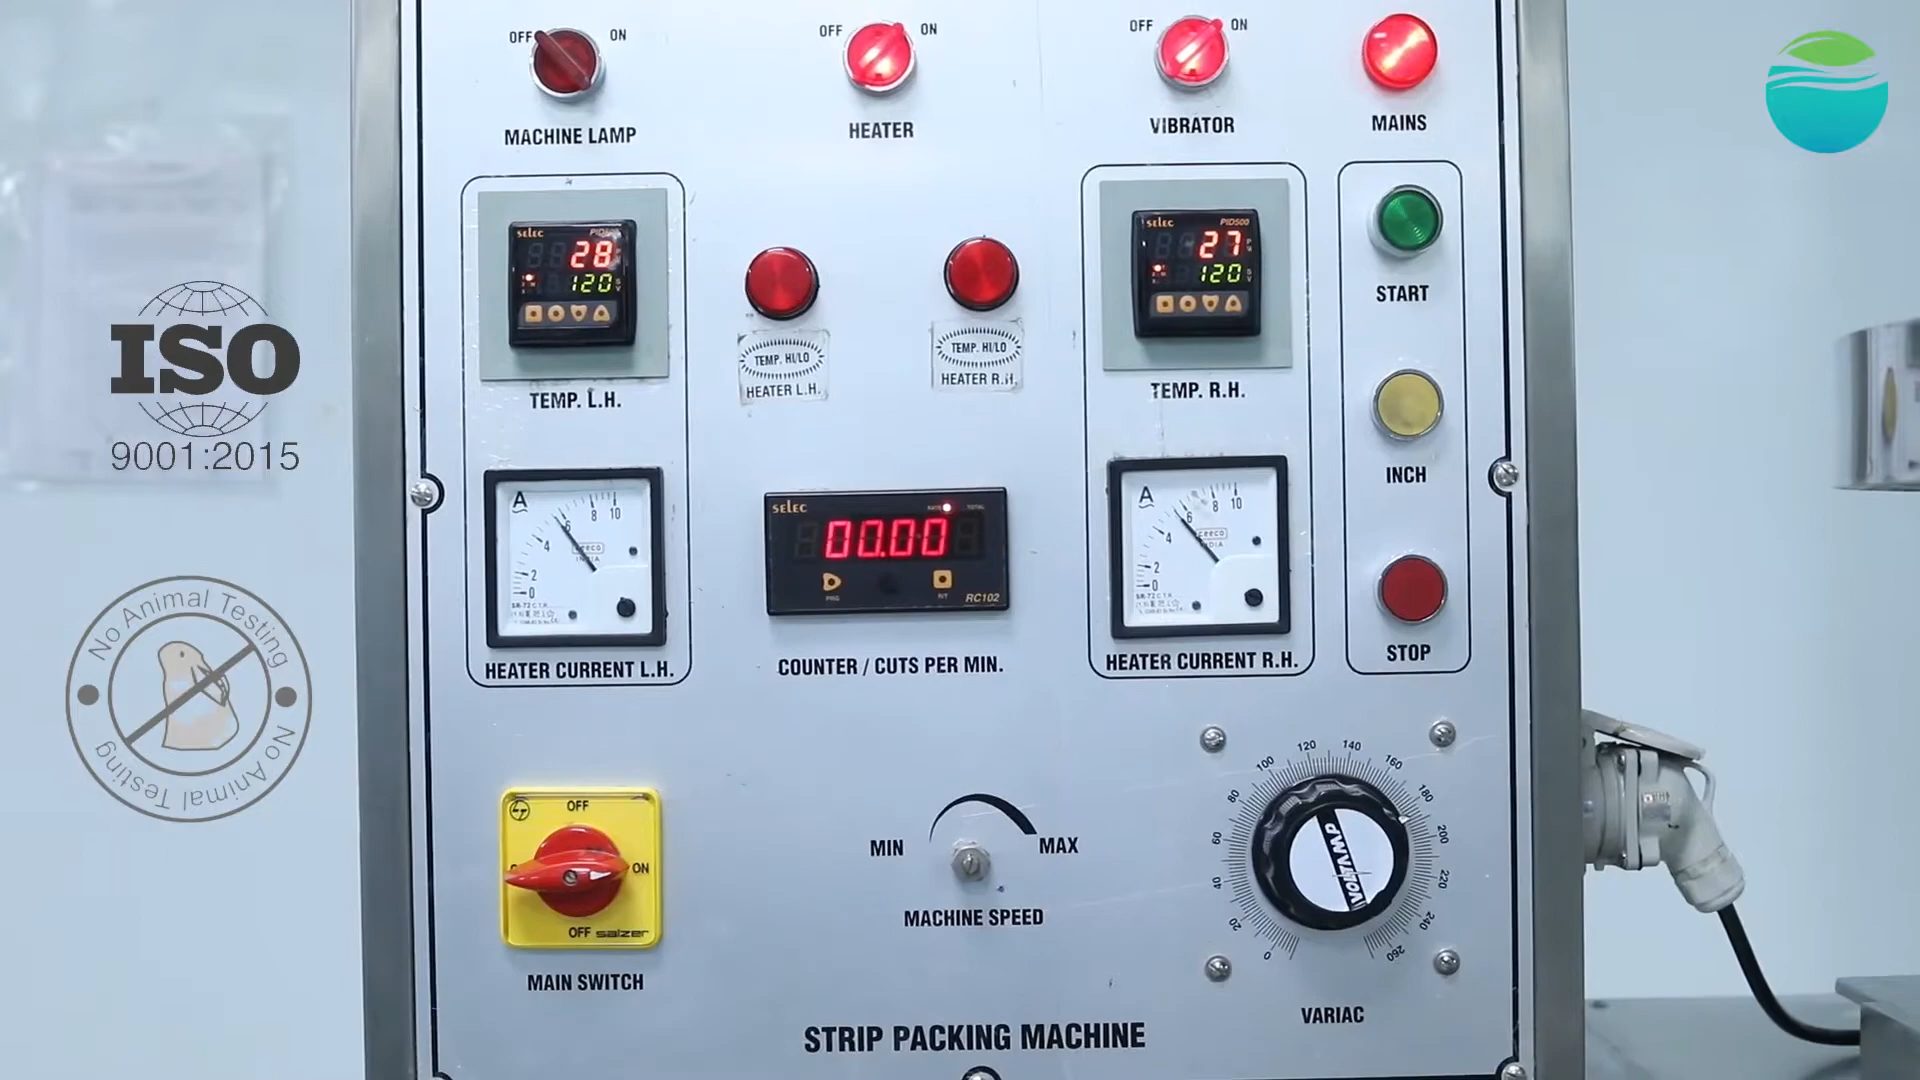 OFF ON
OFF ON
OFF ON
MACHINE LAMP
HEATER
VIBRATOR
MAINS
selec
PID500
28
120
TEMP. L.H.
TEMP. HI/LO
HEATER L.H.
TEMP. HI/LO
HEATER R.H.
selec
PID500
27
120
TEMP. R.H.
START
INCH
STOP
ISO
9001:2015
No Animal Testing
No Animal Testing
A
0 2 4 6 8 10
HEATER CURRENT L.H.
selec
RATE TOTAL
00.00
PRG
RC102
COUNTER / CUTS PER MIN.
A
0 2 4 6 8 10
HEATER CURRENT R.H.
OFF
ON
OFF salzer
MAIN SWITCH
MIN MAX
MACHINE SPEED
0 20 40 60 80 100 120 140 160 180 200 220 240 260
VOLTAMP
VARIAC
STRIP PACKING MACHINE